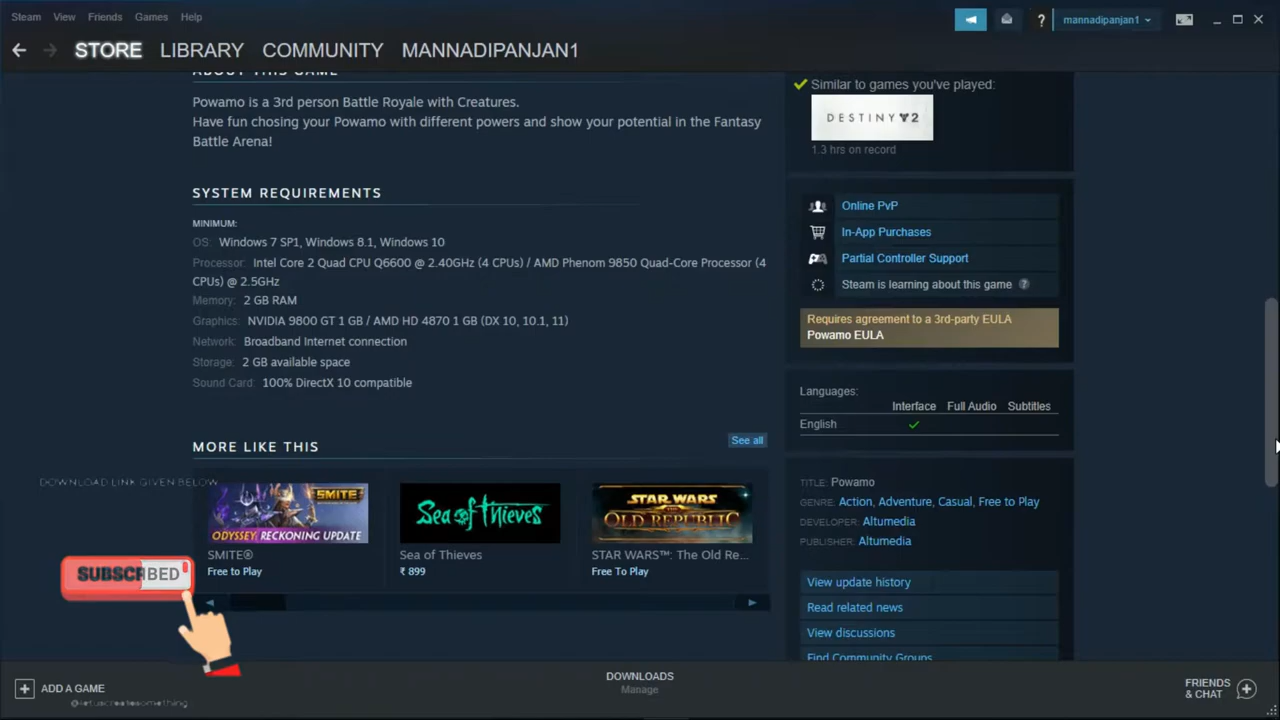 Steam View Friends Games Help
mannadipanjan1
STORE LIBRARY COMMUNITY MANNADIPANJAN1
ABOUT THIS GAME
Powamo is a 3rd person Battle Royale with Creatures.
Have fun chosing your Powamo with different powers and show your potential in the Fantasy
Battle Arena!
SYSTEM REQUIREMENTS
MINIMUM:
OS: Windows 7 SP1, Windows 8.1, Windows 10
Processor: Intel Core 2 Quad CPU Q6600 @ 2.40GHz (4 CPUs) / AMD Phenom 9850 Quad-Core Processor (4
CPUs) @ 2.5GHz
Memory: 2 GB RAM
Graphics: NVIDIA 9800 GT 1 GB / AMD HD 4870 1 GB (DX 10, 10.1, 11)
Network: Broadband Internet connection
Storage: 2 GB available space
Sound Card: 100% DirectX 10 compatible
MORE LIKE THIS
See all
DOWNLOAD LINK GIVEN BELOW
SMITE
ODYSSEY RECKONING UPDATE
SMITE®
Free to Play
Sea of Thieves
Sea of Thieves
₹ 899
STAR WARS
THE OLD REPUBLIC
STAR WARS™: The Old Re...
Free To Play
SUBSCRIBED
Similar to games you've played:
DESTINY 2
1.3 hrs on record
Online PvP
In-App Purchases
Partial Controller Support
Steam is learning about this game ?
Requires agreement to a 3rd-party EULA
Powamo EULA
Languages:
Interface Full Audio Subtitles
English
TITLE: Powamo
GENRE: Action, Adventure, Casual, Free to Play
DEVELOPER: Altumedia
PUBLISHER: Altumedia
View update history
Read related news
View discussions
Find Community Groups
ADD A GAME
@letuscreatesomething
DOWNLOADS
Manage
FRIENDS
& CHAT